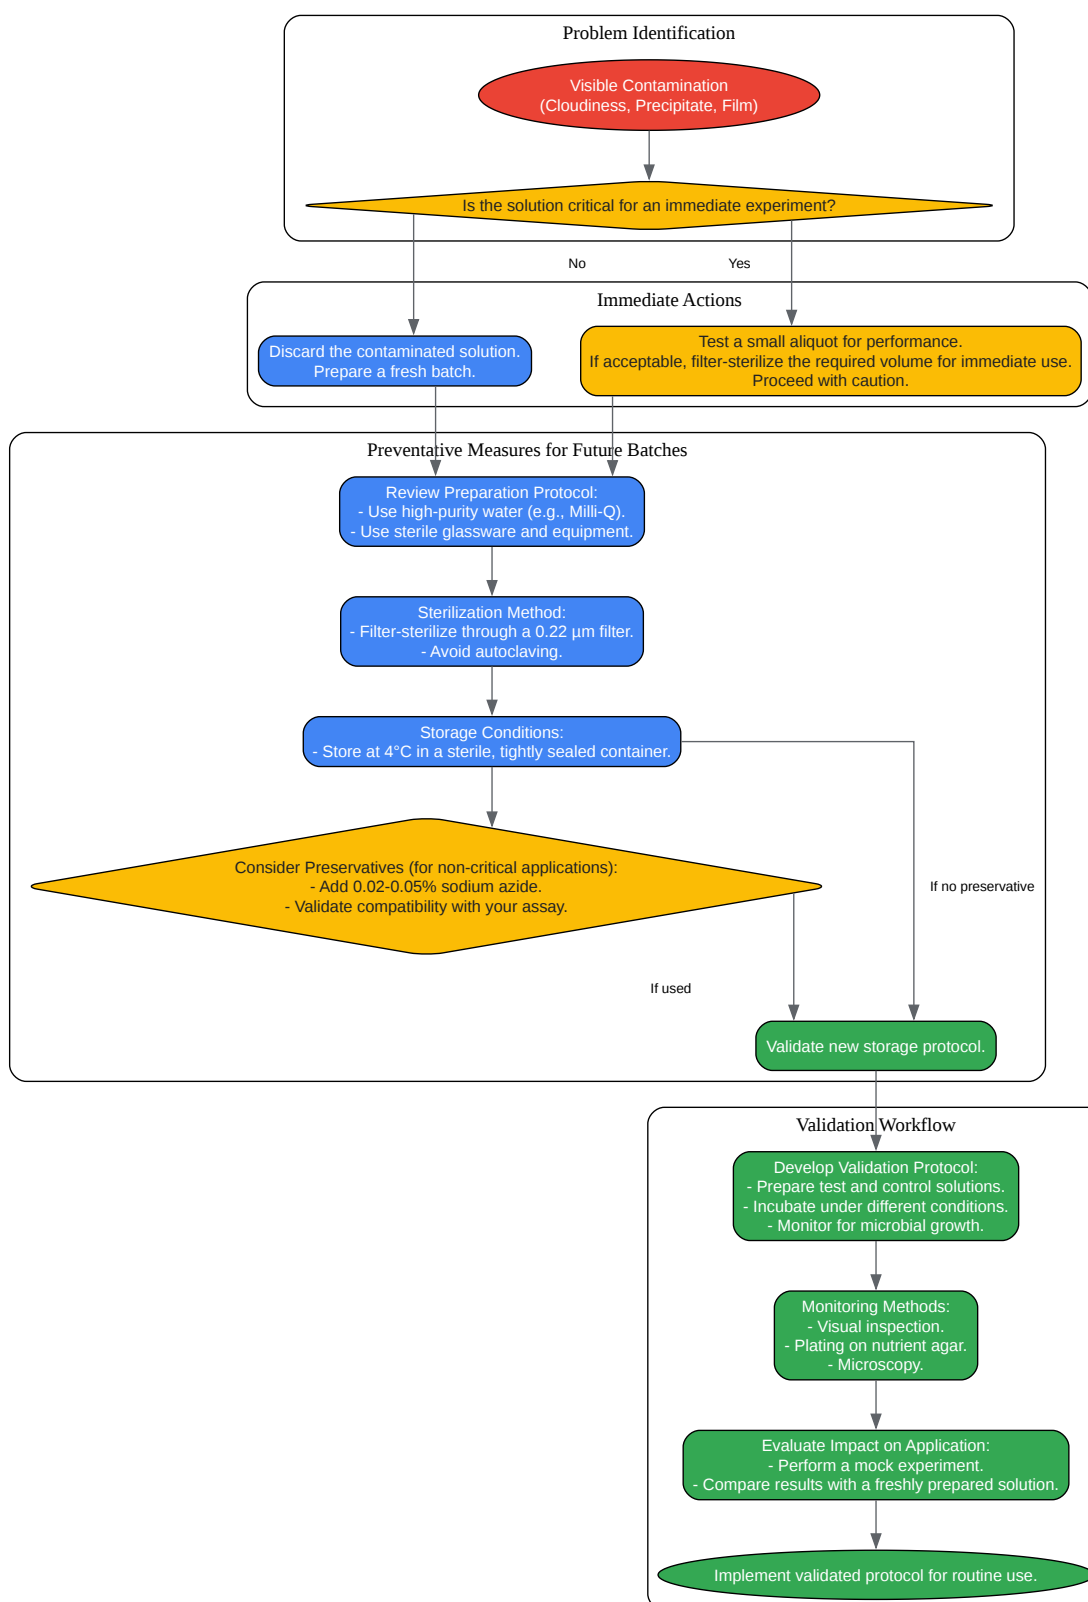 Problem Identification
Visible Contamination
(Cloudiness, Precipitate, Film)
Is the solution critical for an immediate experiment?
No
Yes
Immediate Actions
Discard the contaminated solution.
Prepare a fresh batch.
Test a small aliquot for performance.
If acceptable, filter-sterilize the required volume for immediate use.
Proceed with caution.
Preventative Measures for Future Batches
Review Preparation Protocol:
- Use high-purity water (e.g., Milli-Q).
- Use sterile glassware and equipment.
Sterilization Method:
- Filter-sterilize through a 0.22 µm filter.
- Avoid autoclaving.
Storage Conditions:
- Store at 4°C in a sterile, tightly sealed container.
Consider Preservatives (for non-critical applications):
- Add 0.02-0.05% sodium azide.
- Validate compatibility with your assay.
If no preservative
If used
Validate new storage protocol.
Validation Workflow
Develop Validation Protocol:
- Prepare test and control solutions.
- Incubate under different conditions.
- Monitor for microbial growth.
Monitoring Methods:
- Visual inspection.
- Plating on nutrient agar.
- Microscopy.
Evaluate Impact on Application:
- Perform a mock experiment.
- Compare results with a freshly prepared solution.
Implement validated protocol for routine use.